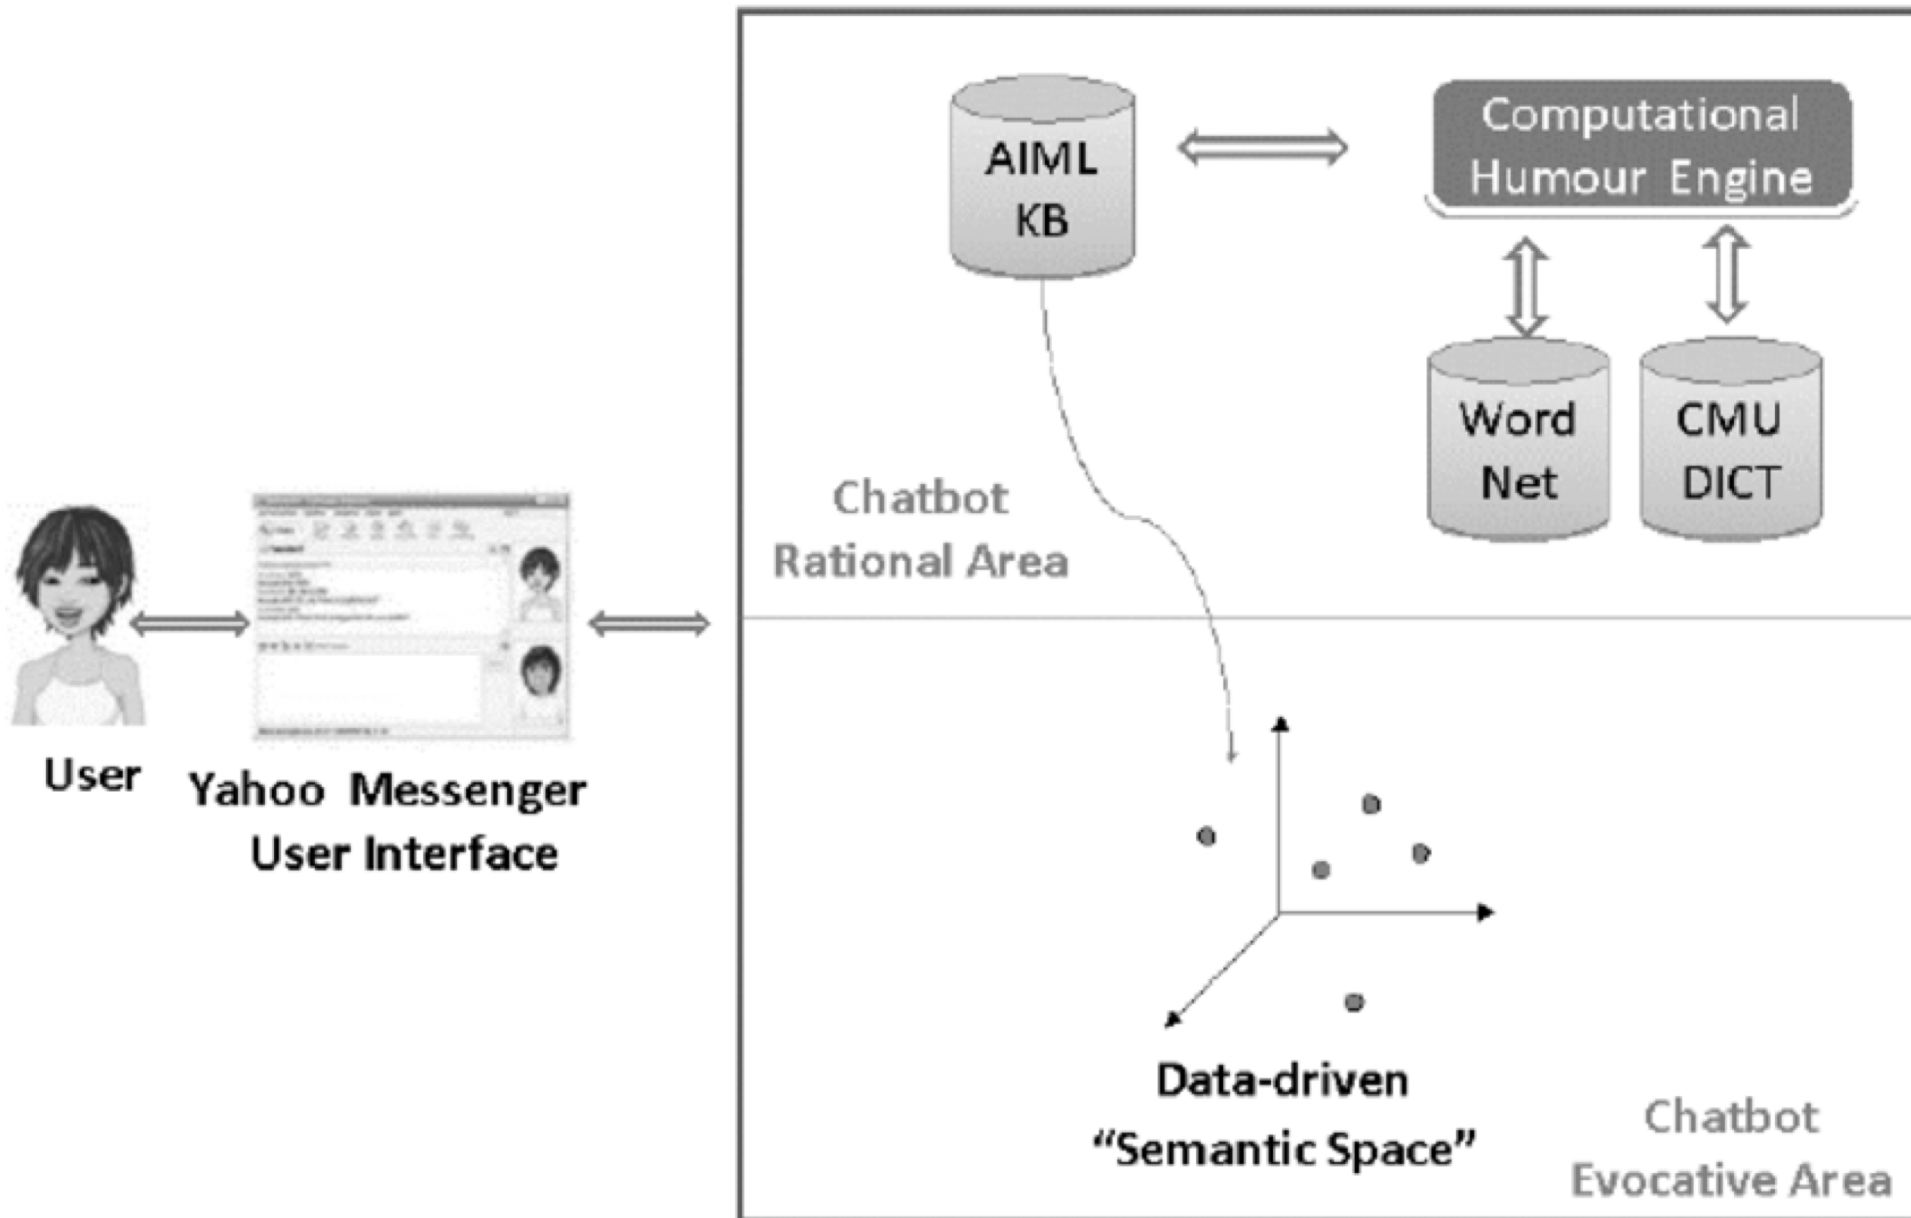 AIML
KB
Computational
Humour Engine
Word
Net
CMU
DICT
Chatbot
Rational Area
User
Yahoo Messenger
User Interface
Data-driven
“Semantic Space”
Chatbot
Evocative Area